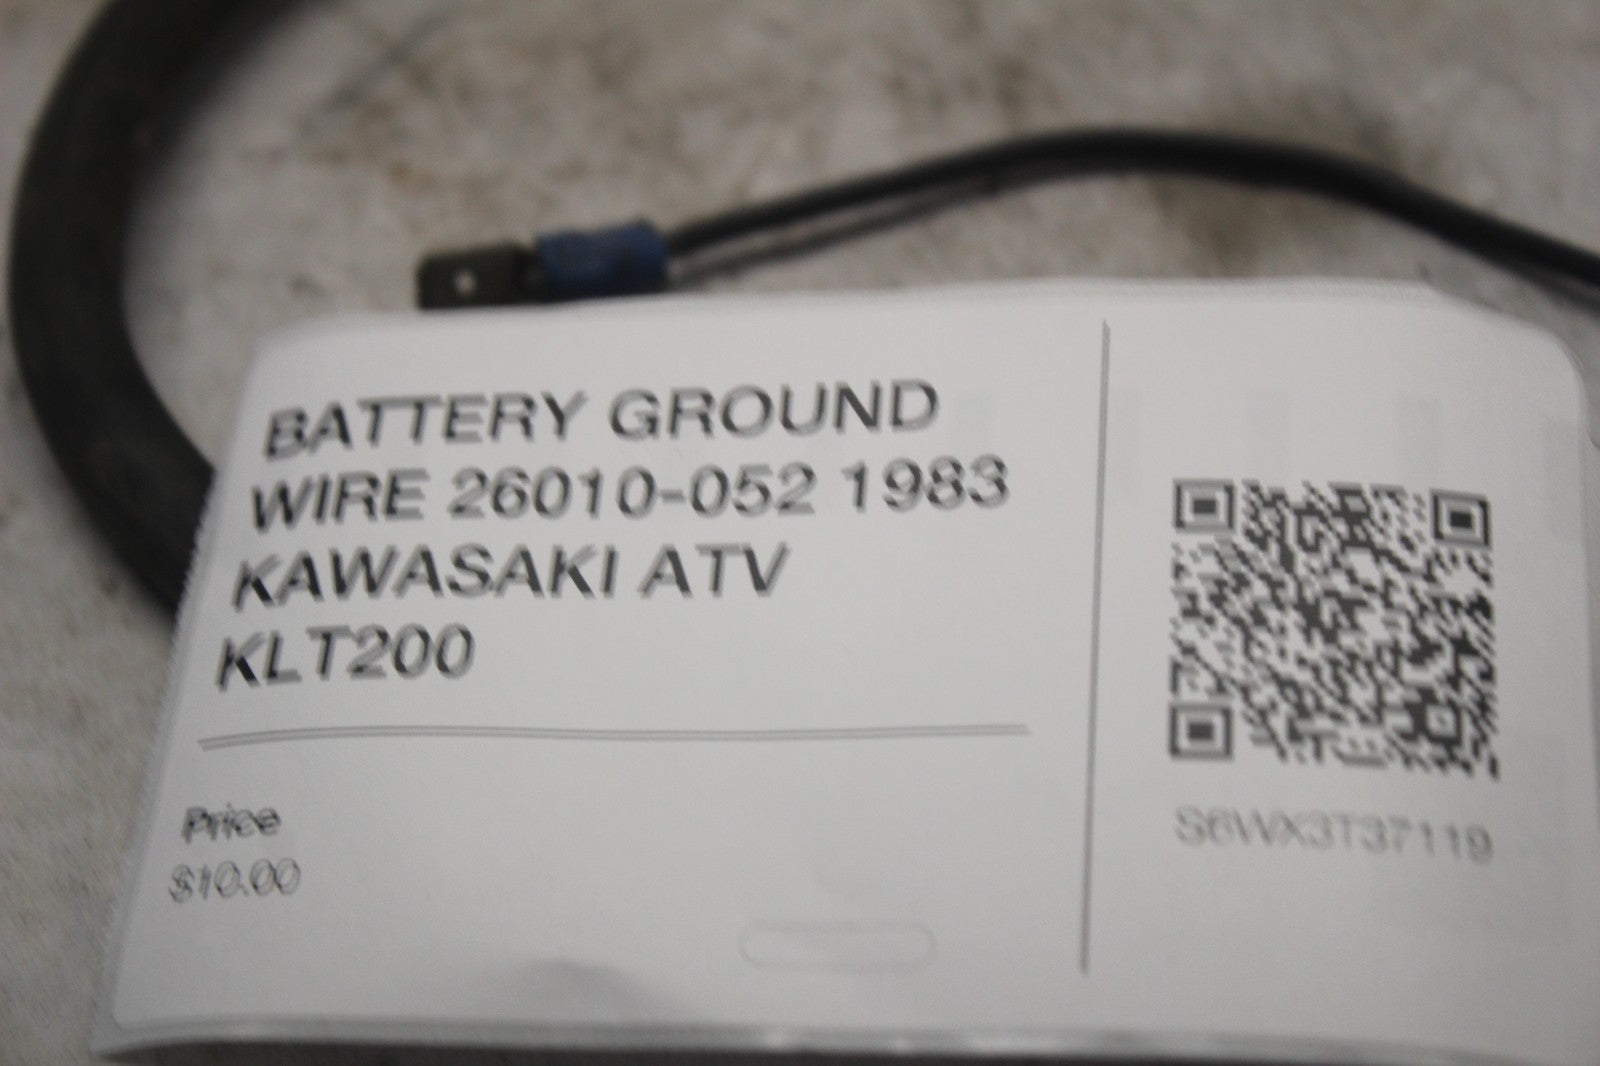 BATTERY GROUND
WIRE 26010-052 1983
KAWASAKI ATV
KLT200
Price
$10.00
S6WX3T37119